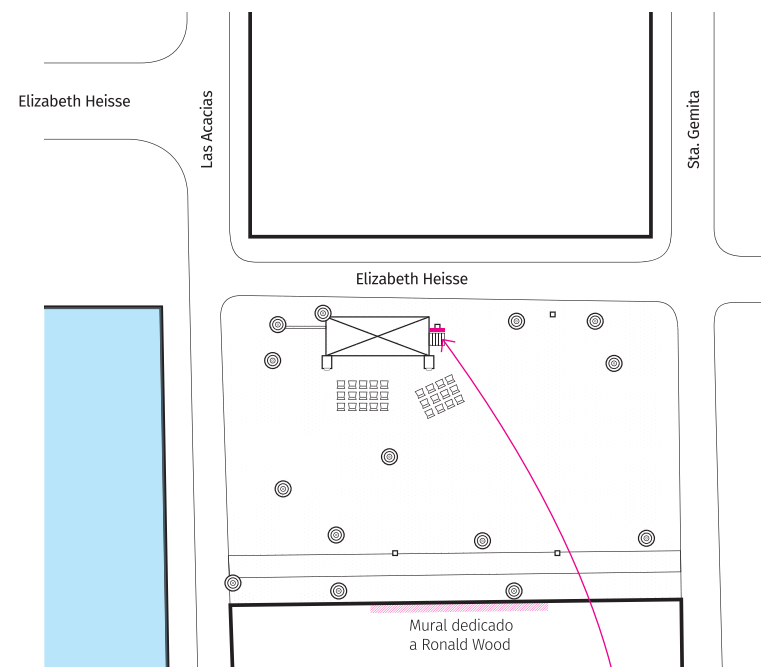 Elizabeth Heisse
Las Acacias
Sta. Gemita
Elizabeth Heisse
Mural dedicado
a Ronald Wood